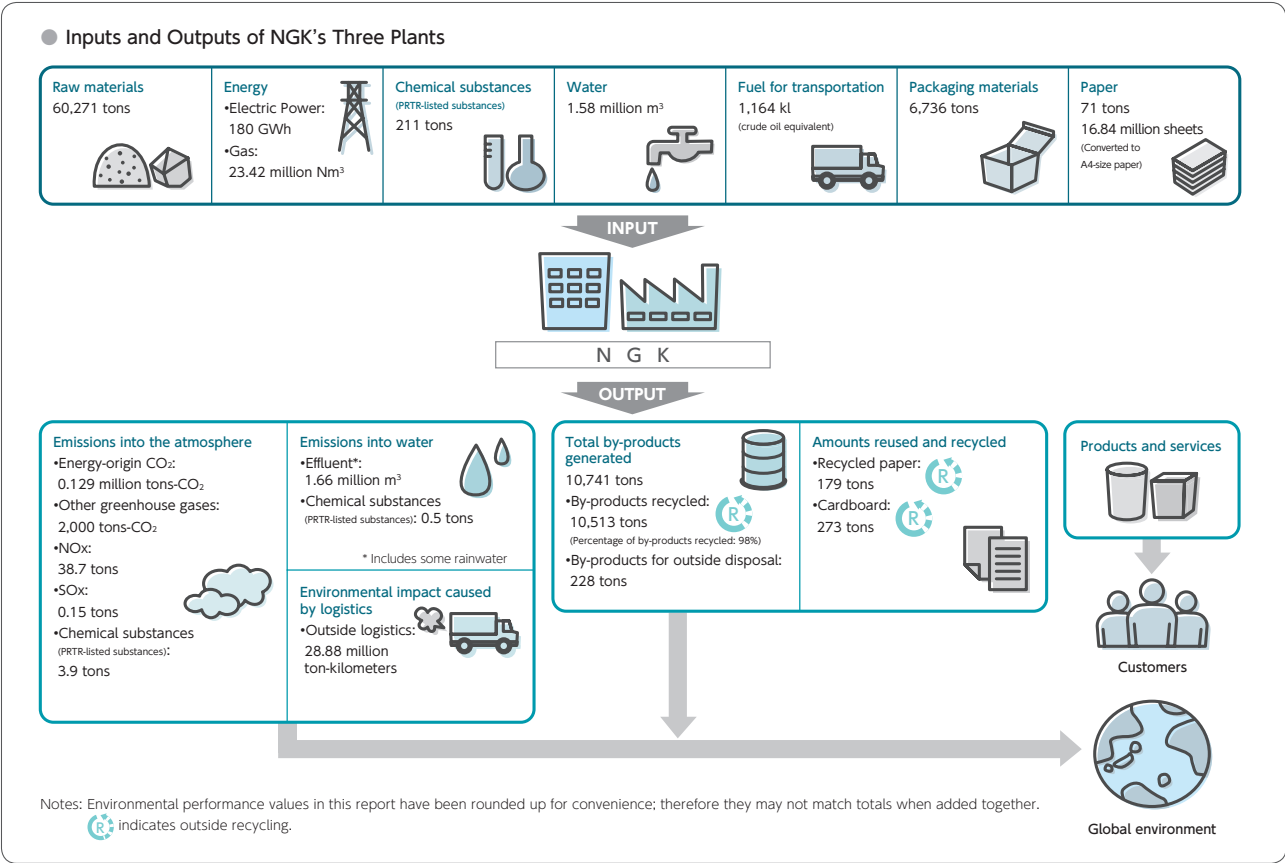 Inputs and Outputs of NGK’s Three Plants
Raw materials
60,271 tons
Energy
•Electric Power:
180 GWh
•Gas:
23.42 million Nm³
Chemical substances
(PRTR-listed substances)
211 tons
Water
1.58 million m³
Fuel for transportation
1,164 kl
(crude oil equivalent)
Packaging materials
6,736 tons
Paper
71 tons
16.84 million sheets
(Converted to
A4-size paper)
INPUT
N G K
OUTPUT
Emissions into the atmosphere
•Energy-origin CO₂:
0.129 million tons-CO₂
•Other greenhouse gases:
2,000 tons-CO₂
•NOx:
38.7 tons
•SOx:
0.15 tons
•Chemical substances
(PRTR-listed substances):
3.9 tons
Emissions into water
•Effluent*:
1.66 million m³
•Chemical substances
(PRTR-listed substances): 0.5 tons
* Includes some rainwater
Environmental impact caused
by logistics
•Outside logistics:
28.88 million
ton-kilometers
Total by-products
generated
10,741 tons
•By-products recycled:
10,513 tons
R
(Percentage of by-products recycled: 98%)
•By-products for outside disposal:
228 tons
Amounts reused and recycled
•Recycled paper:
179 tons
R
•Cardboard:
273 tons
R
Products and services
Customers
Global environment
Notes: Environmental performance values in this report have been rounded up for convenience; therefore they may not match totals when added together.
R indicates outside recycling.